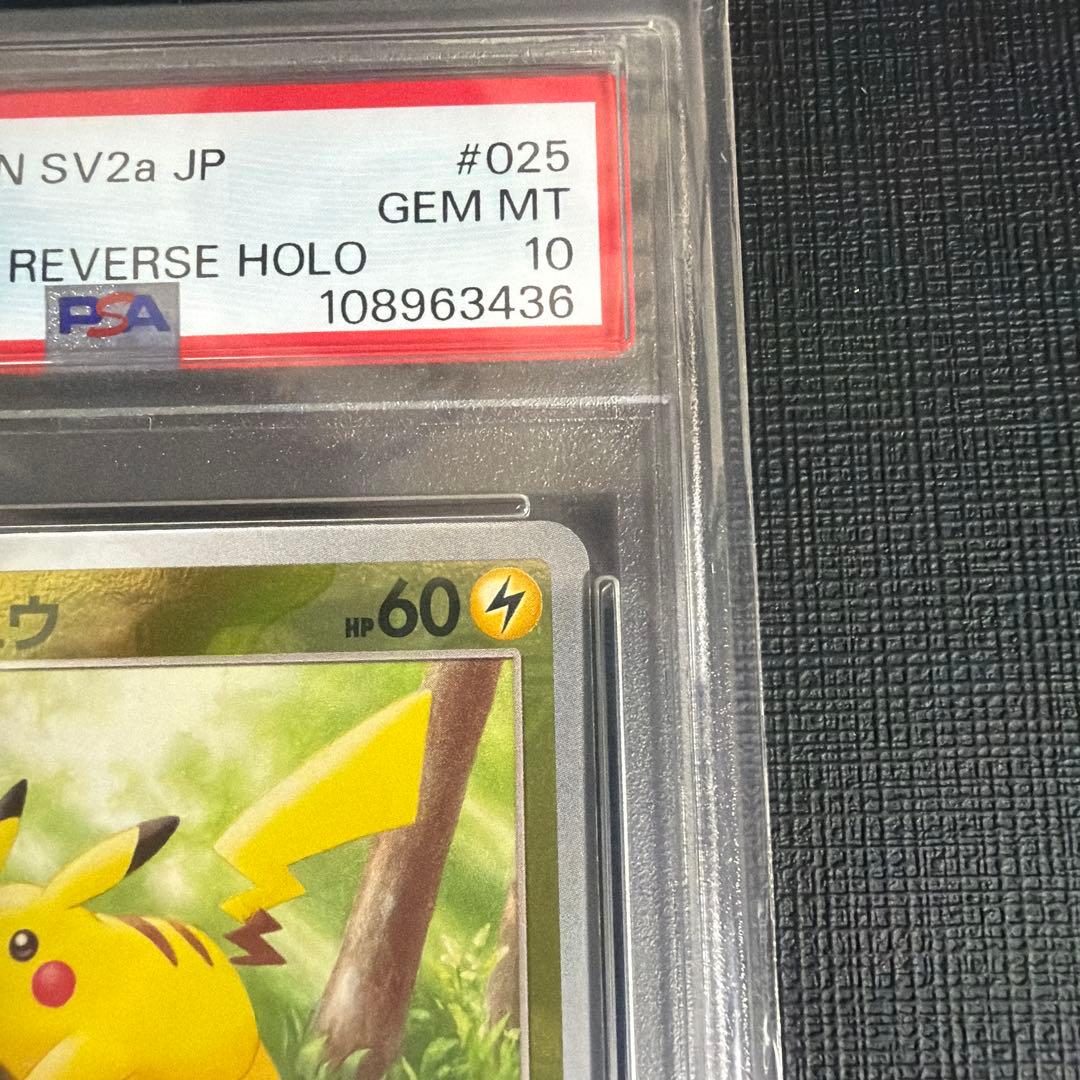 N SV2a JP #025
GEM MT
REVERSE HOLO 10
PSA 108963436
ュウ HP60